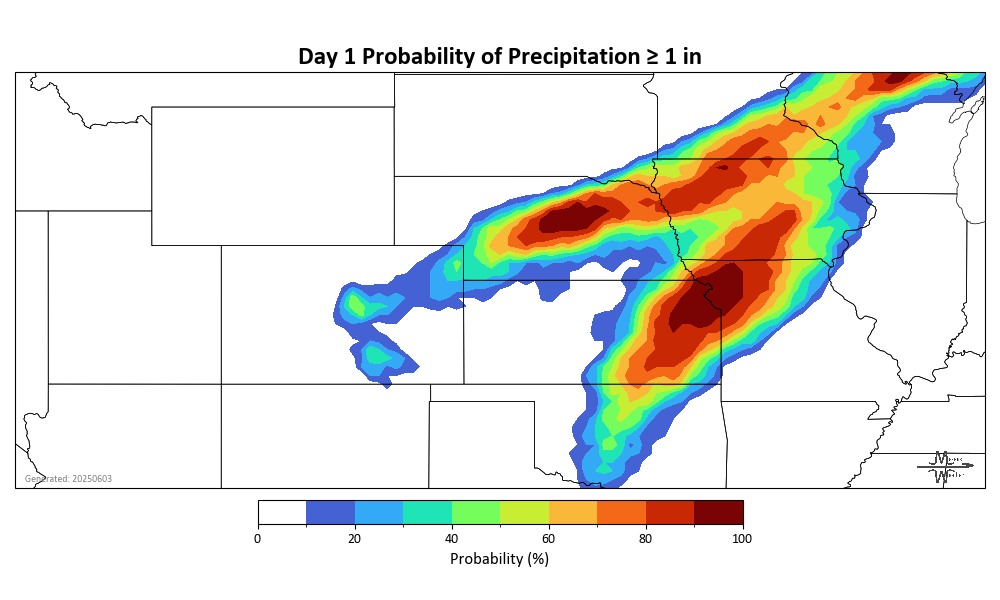 Day 1 Probability of Precipitation ≥ 1 in
Generated: 20250603
0 20 40 60 80 100
Probability (%)